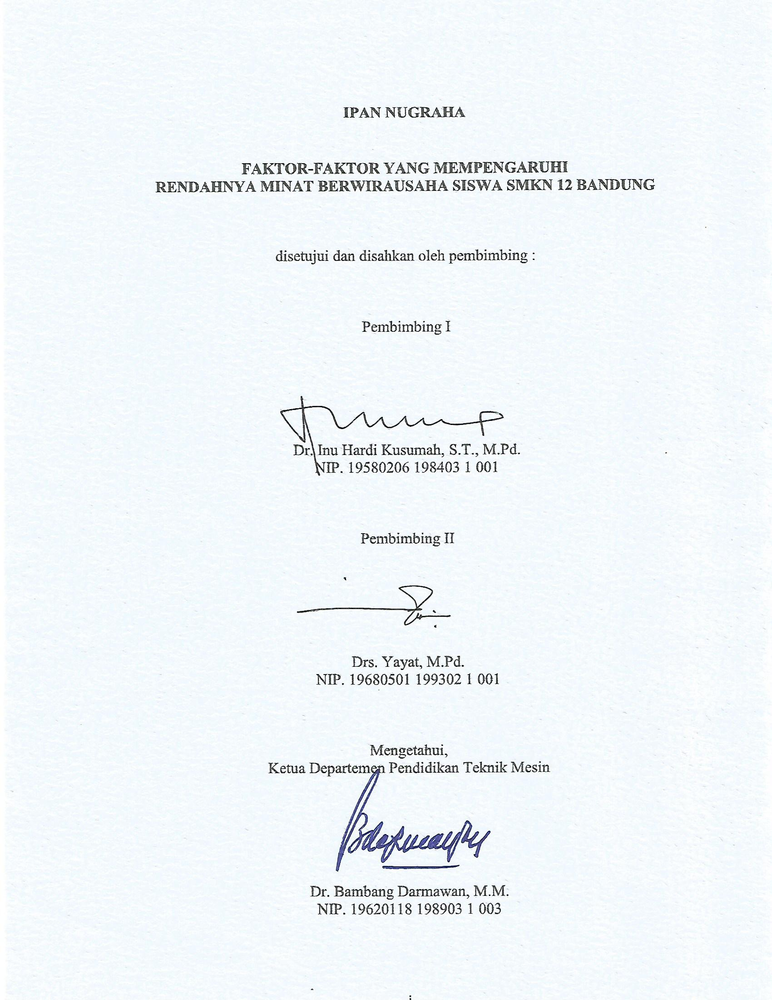 IPAN NUGRAHA
FAKTOR-FAKTOR YANG MEMPENGARUHI
RENDAHNYA MINAT BERWIRAUSAHA SISWA SMKN 12 BANDUNG
disetujui dan disahkan oleh pembimbing :
Pembimbing I
Dr. Inu Hardi Kusumah, S.T., M.Pd.
NIP. 19580206 198403 1 001
Pembimbing II
Drs. Yayat, M.Pd.
NIP. 19680501 199302 1 001
Mengetahui,
Ketua Departemen Pendidikan Teknik Mesin
Dr. Bambang Darmawan, M.M.
NIP. 19620118 198903 1 003